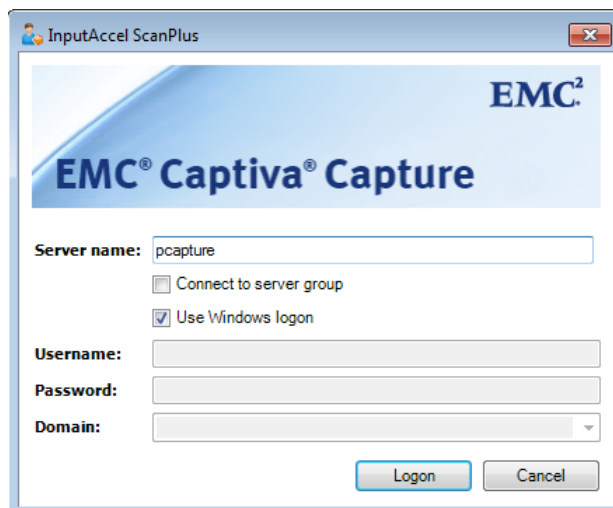 InputAccel ScanPlus
EMC²
EMC® Captiva® Capture
Server name: pcapture
Connect to server group
Use Windows logon
Username:
Password:
Domain:
Logon Cancel